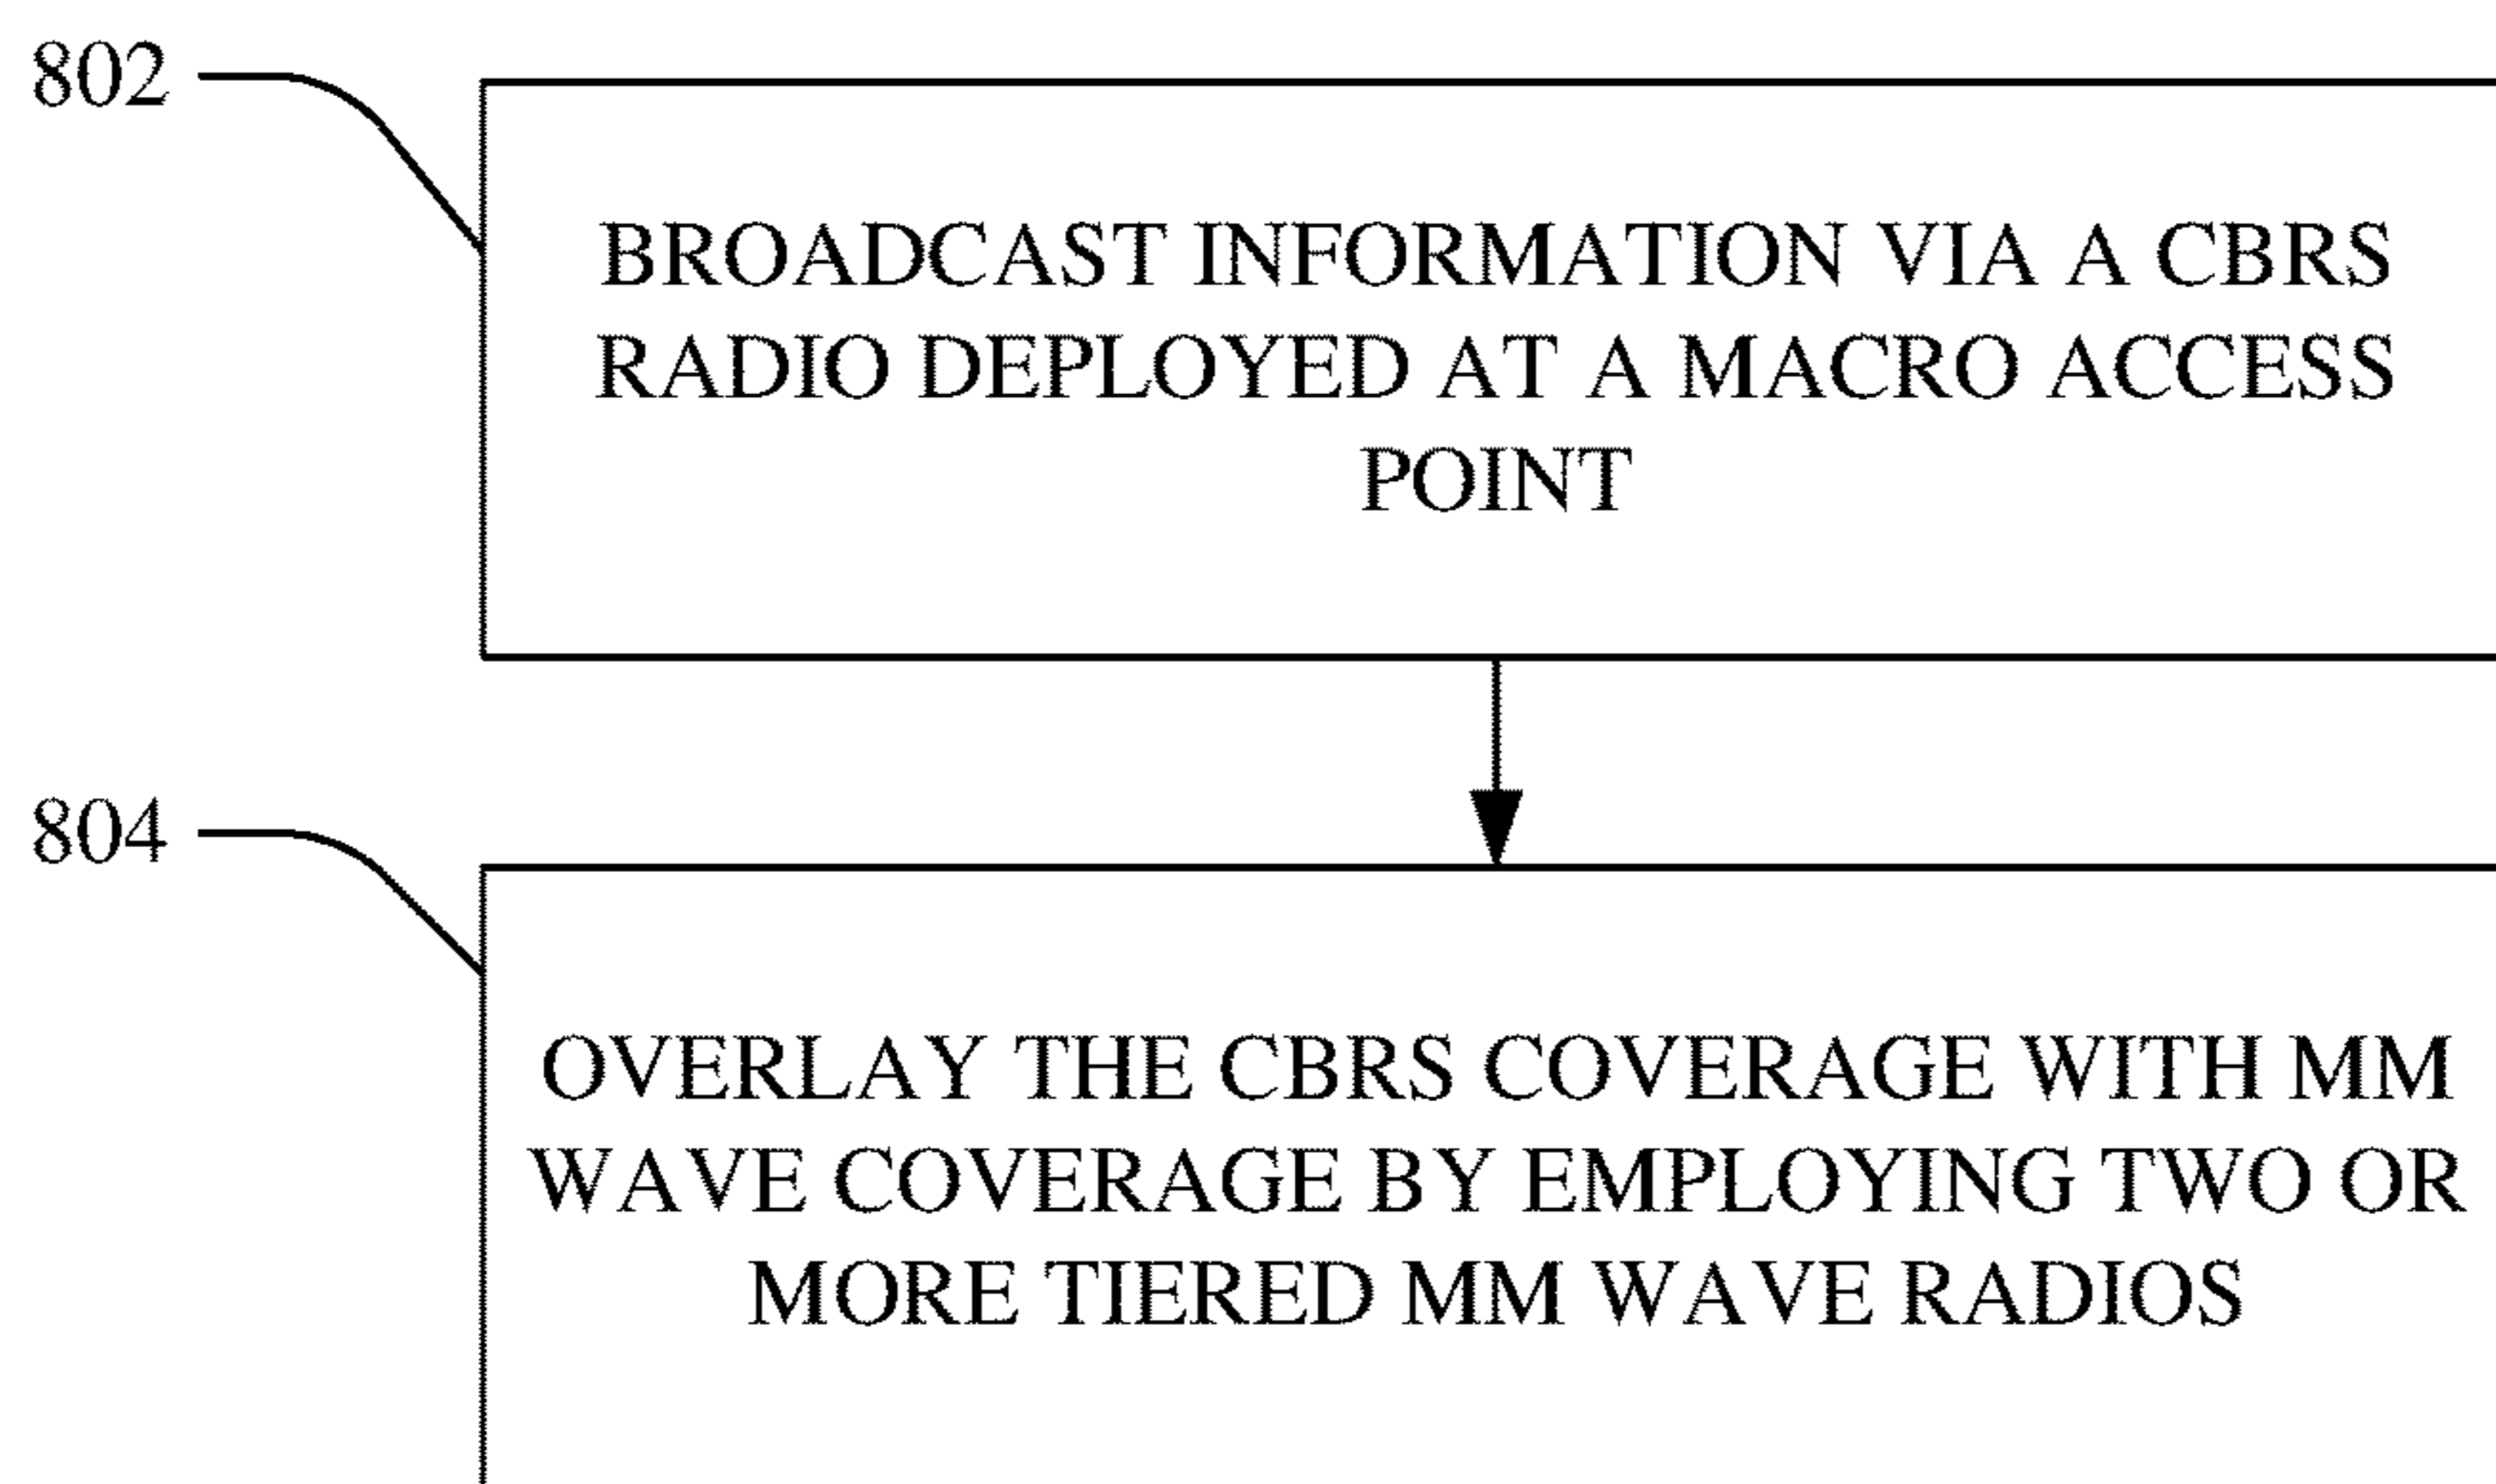 802
BROADCAST INFORMATION VIA A CBRS
RADIO DEPLOYED AT A MACRO ACCESS
POINT
804
OVERLAY THE CBRS COVERAGE WITH MM
WAVE COVERAGE BY EMPLOYING TWO OR
MORE TIERED MM WAVE RADIOS